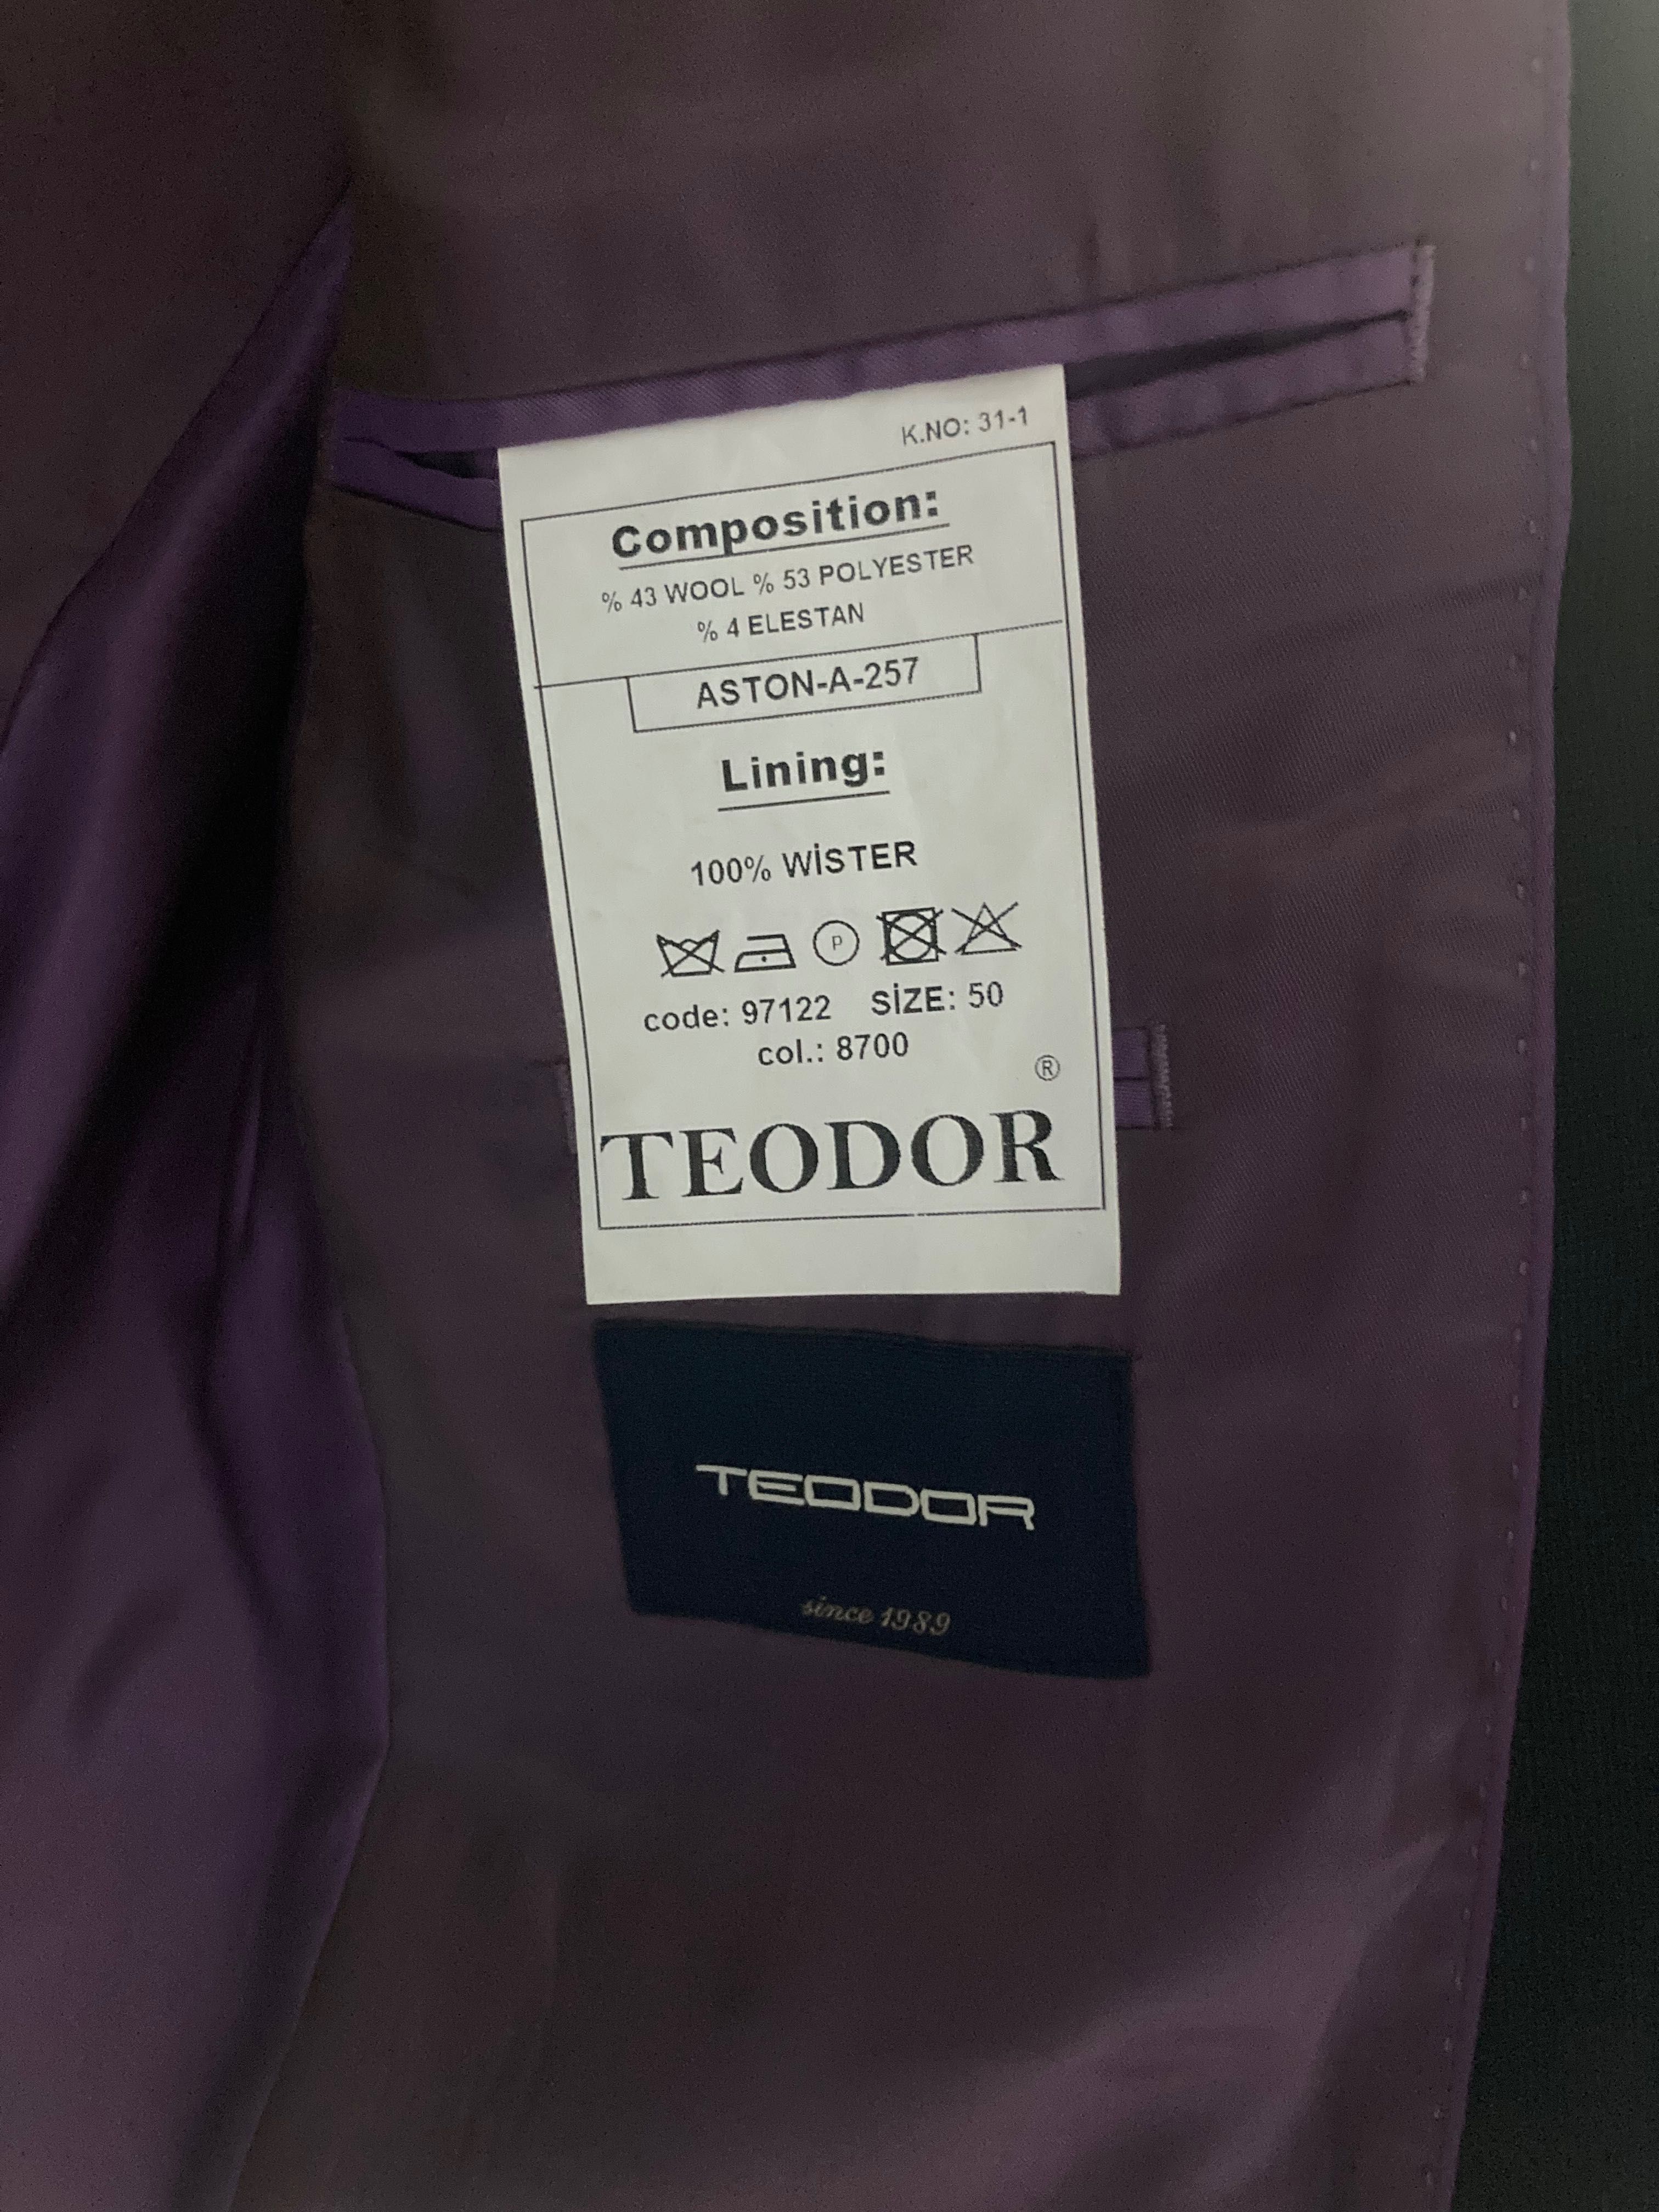 K.NO: 31-1
Composition:
% 43 WOOL % 53 POLYESTER
% 4 ELESTAN
ASTON-A-257
Lining:
100% WİSTER
P
code: 97122 SİZE: 50
col.: 8700
®
TEODOR
TEODOR
since 1989